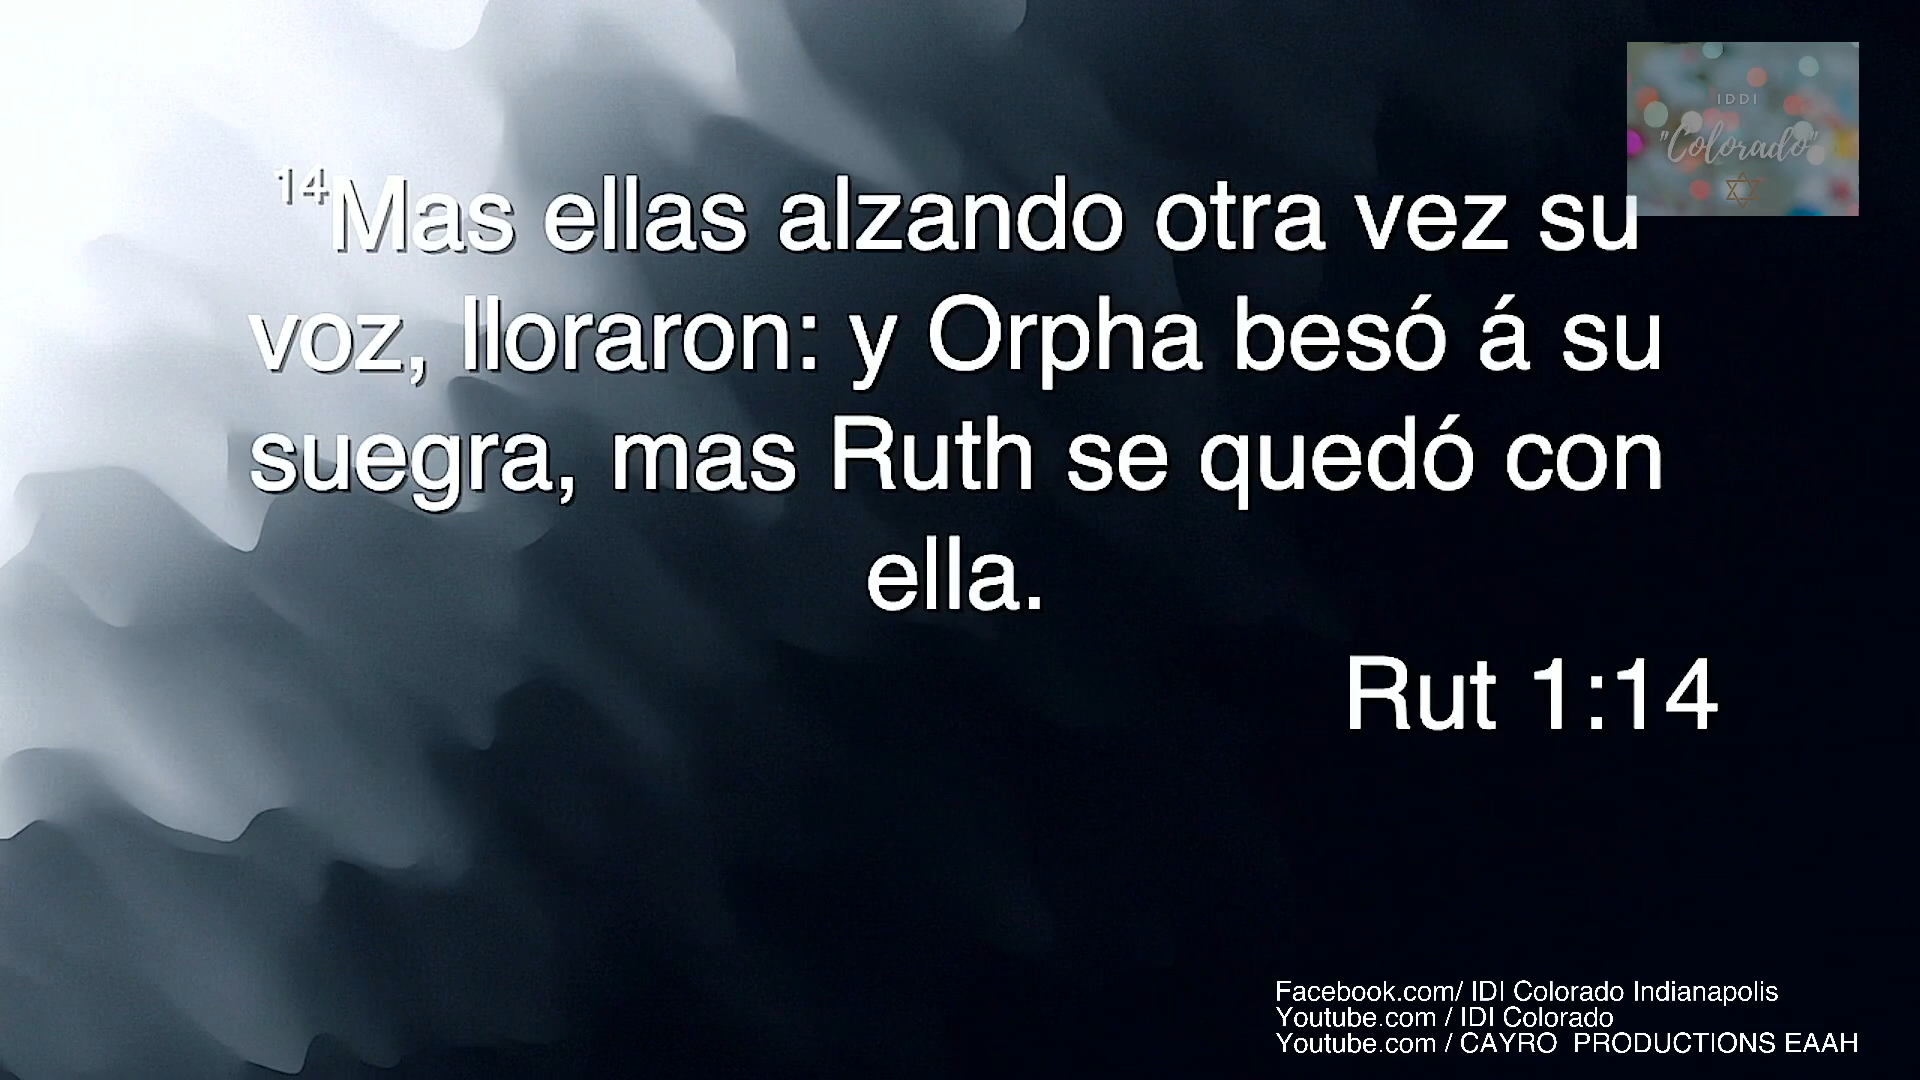 IDDI
"Colorado"
14Mas ellas alzando otra vez su
voz, lloraron: y Orpha besó á su
suegra, mas Ruth se quedó con
ella.
Rut 1:14
Facebook.com/ IDI Colorado Indianapolis
Youtube.com / IDI Colorado
Youtube.com / CAYRO  PRODUCTIONS EAAH